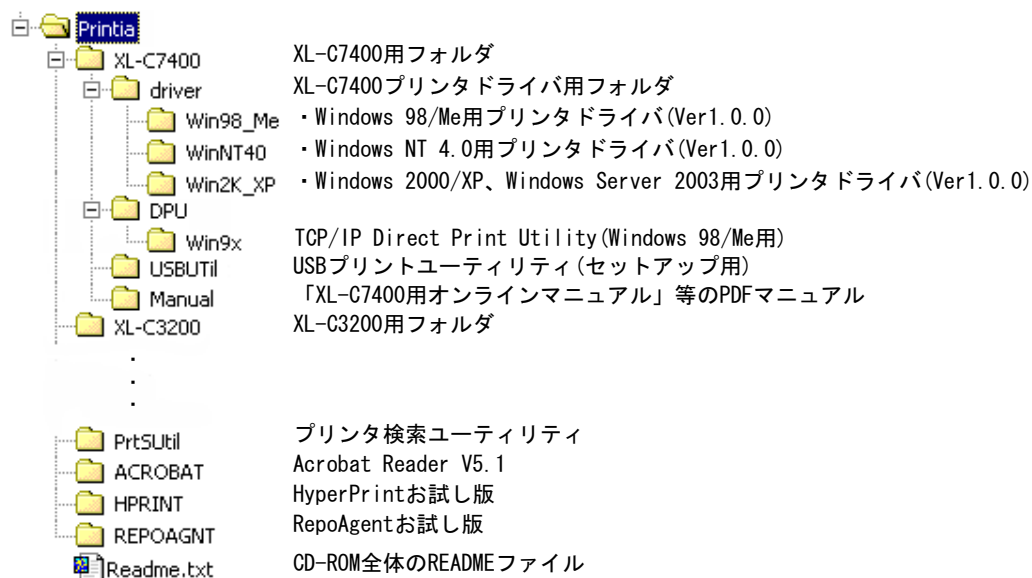 Printia
XL-C7400 XL-C7400用フォルダ
driver XL-C7400プリンタドライバ用フォルダ
Win98_Me ・Windows 98/Me用プリンタドライバ(Ver1.0.0)
WinNT40 ・Windows NT 4.0用プリンタドライバ(Ver1.0.0)
Win2K_XP ・Windows 2000/XP、Windows Server 2003用プリンタドライバ(Ver1.0.0)
DPU
Win9x TCP/IP Direct Print Utility(Windows 98/Me用)
USBUTil USBプリントユーティリティ(セットアップ用)
Manual 「XL-C7400用オンラインマニュアル」等のPDFマニュアル
XL-C3200 XL-C3200用フォルダ
・
・
・
PrtSUtil プリンタ検索ユーティリティ
ACROBAT Acrobat Reader V5.1
HPRINT HyperPrintお試し版
REPOAGNT RepoAgentお試し版
Readme.txt CD-ROM全体のREADMEファイル